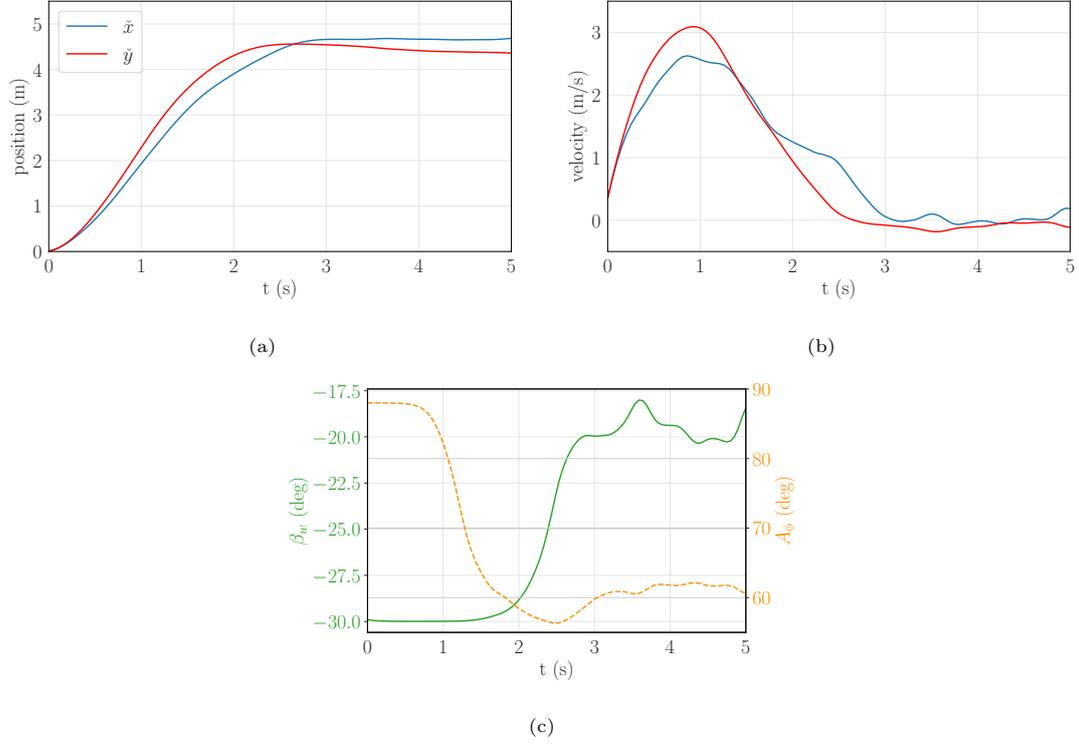 5
4
3
2
1
0
position (m)
x̌
y̌
0 1 2 3 4 5
t (s)
(a)
3
2
1
0
velocity (m/s)
0 1 2 3 4 5
t (s)
(b)
−17.5
−20.0
−22.5
−25.0
−27.5
−30.0
β_w (deg)
90
80
70
60
A_ϕ (deg)
0 1 2 3 4 5
t (s)
(c)